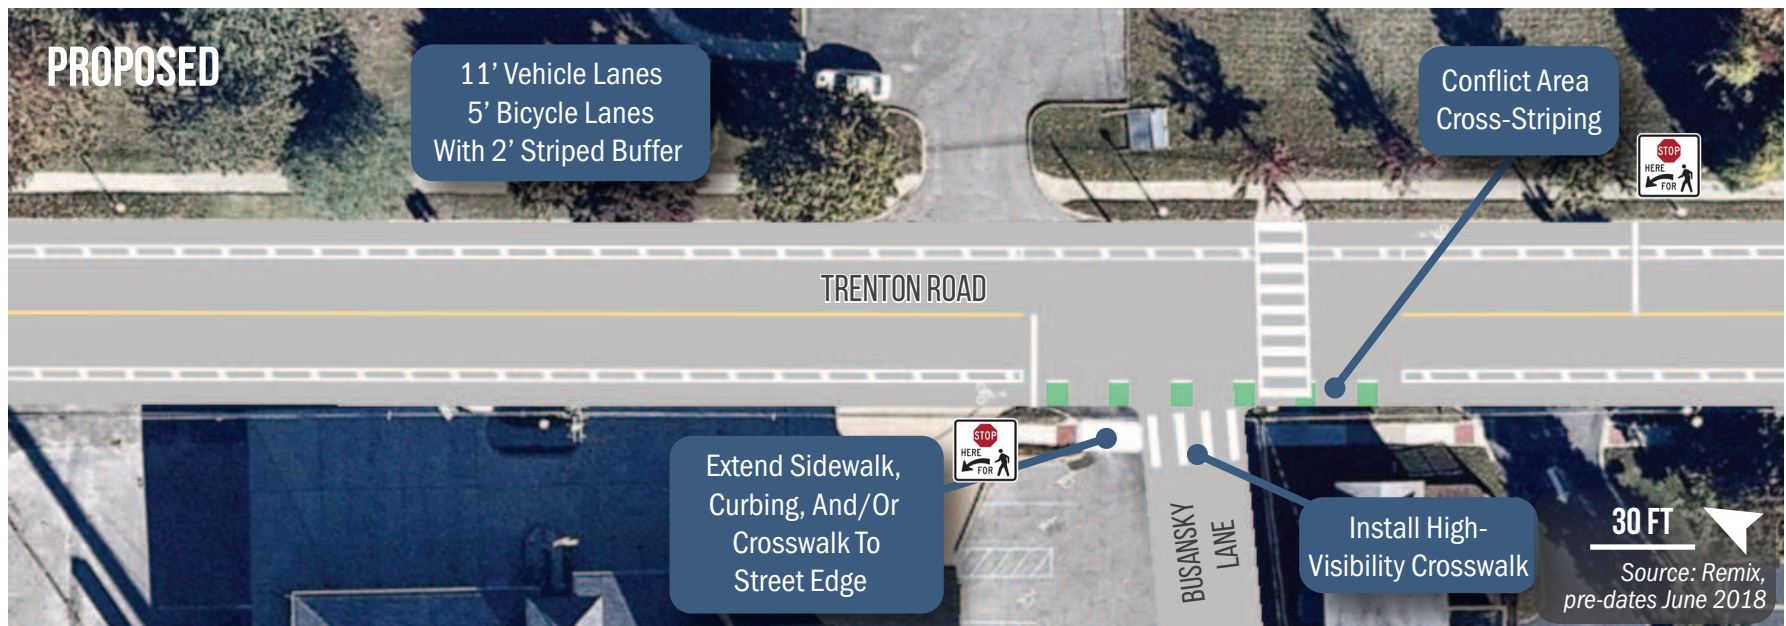 PROPOSED
11’ Vehicle Lanes
5’ Bicycle Lanes
With 2’ Striped Buffer
Conflict Area
Cross-Striping
STOP
HERE
FOR
TRENTON ROAD
STOP
HERE
FOR
Extend Sidewalk,
Curbing, And/Or
Crosswalk To
Street Edge
BUSANSKY
LANE
Install High-
Visibility Crosswalk
30 FT
Source: Remix,
pre-dates June 2018